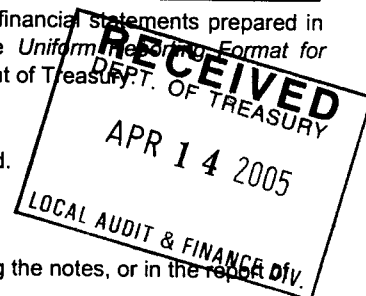 financial statements prepared in
e Uniform Reporting Format for
nt of Treasury.
RECEIVED
DEPT. OF TREASURY
APR 14 2005
d.
LOCAL AUDIT & FINANCE DIV.
g the notes, or in the report of